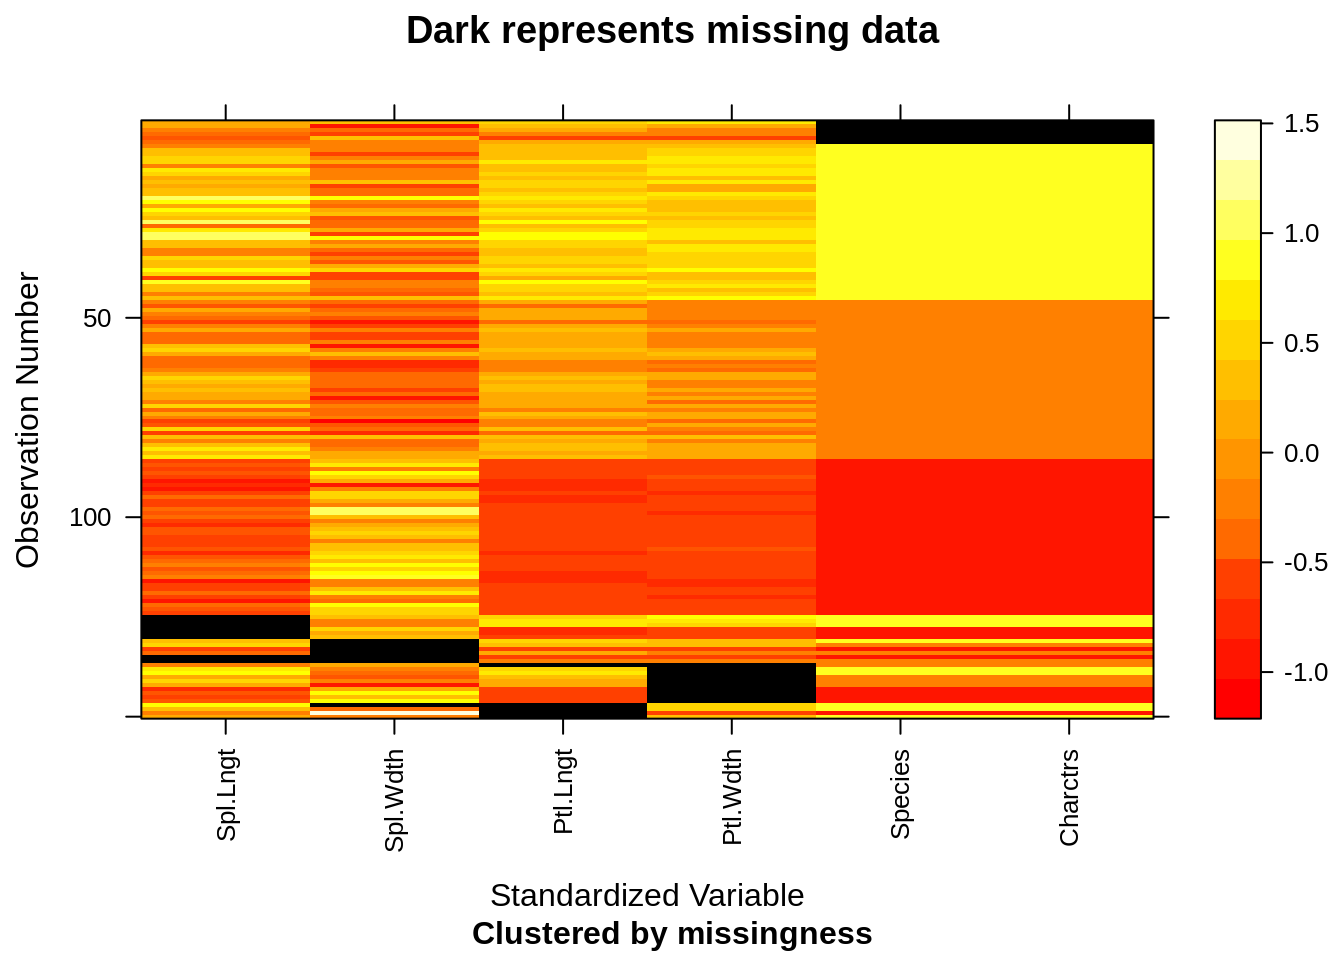 Dark represents missing data
Observation Number
50
100
1.5
1.0
0.5
0.0
-0.5
-1.0
Spl.Lngt
Spl.Wdth
Ptl.Lngt
Ptl.Wdth
Species
Charctrs
Standardized Variable
Clustered by missingness